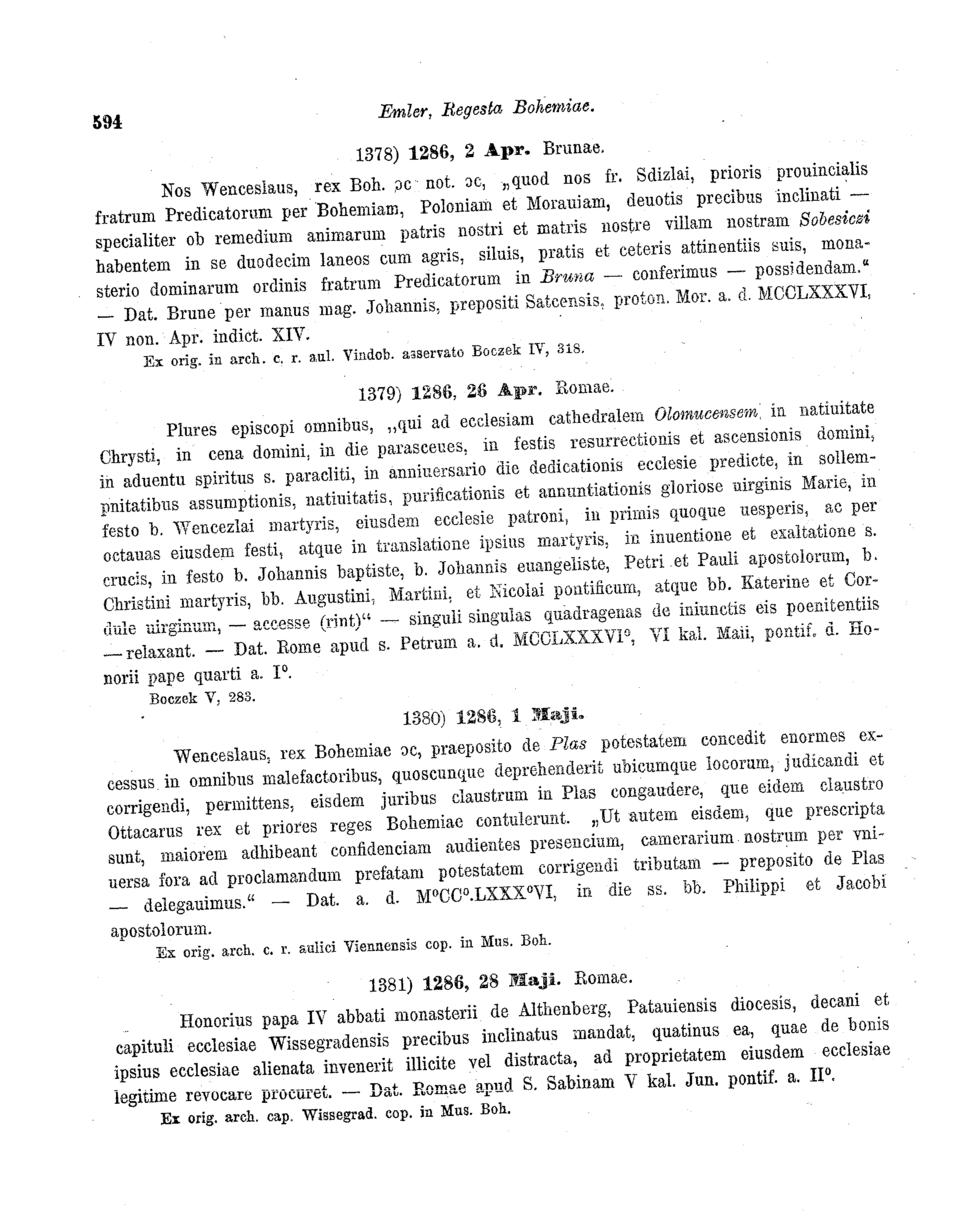 594
Emler, Regesta Bohemiae.
1378) 1286, 2 Apr. Brunae.
Nos Wenceslaus, rex Boh. ɔc not. ɔc, „quod nos fr. Sdizlai, prioris prouincialis
fratrum Predicatorum per Bohemiam, Poloniam et Morauiam, deuotis precibus inclinati —
specialiter ob remedium animarum patris nostri et matris nostre villam nostram Sobesiczi
habentem in se duodecim laneos cum agris, siluis, pratis et ceteris attinentiis suis, mona-
sterio dominarum ordinis fratrum Predicatorum in Bruna — conferimus — possidendam.“
— Dat. Brune per manus mag. Johannis, prepositi Satcensis, proton. Mor. a. d. MCCLXXXVI,
IV non. Apr. indict. XIV.
Ex orig. in arch. c. r. aul. Vindob. asservato Boczek IV, 318.
1379) 1286, 26 Apr. Romae.
Plures episcopi omnibus, „qui ad ecclesiam cathedralem Olomucensem, in natiuitate
Chrysti, in cena domini, in die parasceues, in festis resurrectionis et ascensionis domini,
in aduentu spiritus s. paracliti, in anniuersario die dedicationis ecclesie predicte, in sollem-
pnitatibus assumptionis, natiuitatis, purificationis et annuntiationis gloriose uirginis Marie, in
festo b. Wencezlai martyris, eiusdem ecclesie patroni, in primis quoque uesperis, ac per
octauas eiusdem festi, atque in translatione ipsius martyris, in inuentione et exaltatione s.
crucis, in festo b. Johannis baptiste, b. Johannis euangeliste, Petri et Pauli apostolorum, b.
Christini martyris, bb. Augustini, Martini, et Nicolai pontificum, atque bb. Katerine et Cor-
dule uirginum, — accesse (rint)“ — singuli singulas quadragenas de iniunctis eis poenitentiis
— relaxant. — Dat. Rome apud s. Petrum a. d. MCCLXXXVIº, VI kal. Maii, pontif. d. Ho-
norii pape quarti a. Iº.
Boczek V, 283.
1380) 1286, 1 Maji.
Wenceslaus, rex Bohemiae ɔc, praeposito de Plas potestatem concedit enormes ex-
cessus in omnibus malefactoribus, quoscunque deprehenderit ubicumque locorum, judicandi et
corrigendi, permittens, eisdem juribus claustrum in Plas congaudere, que eidem claustro
Ottacarus rex et priores reges Bohemiae contulerunt. „Ut autem eisdem, que prescripta
sunt, maiorem adhibeant confidenciam audientes presencium, camerarium nostrum per vni-
uersa fora ad proclamandum prefatam potestatem corrigendi tributam — preposito de Plas
— delegauimus.“ — Dat. a. d. MºCCº.LXXXºVI, in die ss. bb. Philippi et Jacobi
apostolorum.
Ex orig. arch. c. r. aulici Viennensis cop. in Mus. Boh.
1381) 1286, 28 Maji. Romae.
Honorius papa IV abbati monasterii de Althenberg, Patauiensis diocesis, decani et
capituli ecclesiae Wissegradensis precibus inclinatus mandat, quatinus ea, quae de bonis
ipsius ecclesiae alienata invenerit illicite vel distracta, ad proprietatem eiusdem ecclesiae
legitime revocare procuret. — Dat. Romae apud S. Sabinam V kal. Jun. pontif. a. IIº.
Ex orig. arch. cap. Wissegrad. cop. in Mus. Boh.